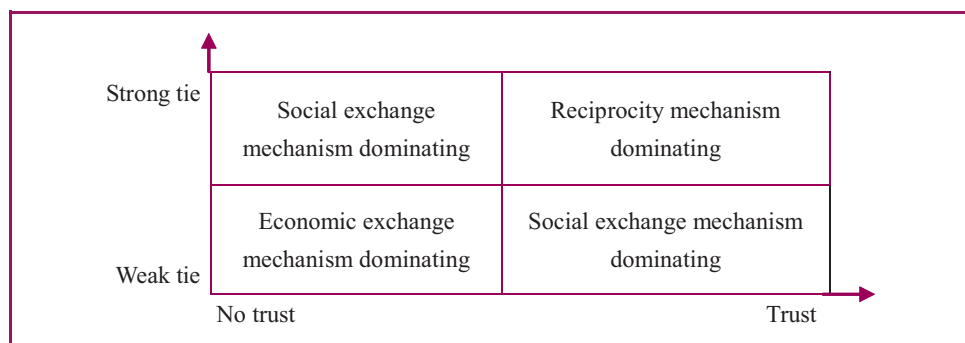 Strong tie
Social exchange
mechanism dominating
Reciprocity mechanism
dominating
Economic exchange
mechanism dominating
Social exchange mechanism
dominating
Weak tie
No trust
Trust